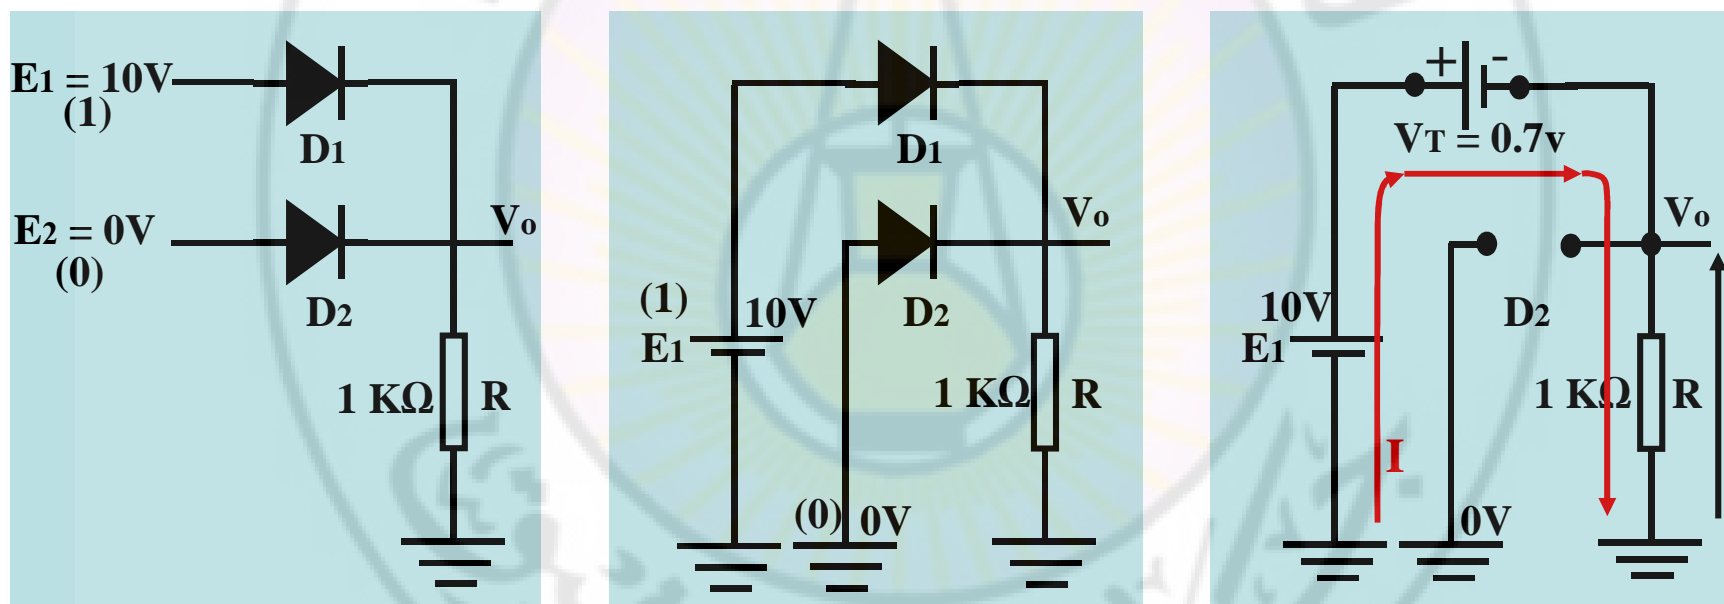 E1 = 10V
(1)
D1
E2 = 0V
(0)
Vo
D2
1 KΩ R
D1
Vo
(1)
10V
D2
E1
1 KΩ R
(0) 0V
+ -
VT = 0.7v
Vo
10V
D2
E1
1 KΩ R
I
0V